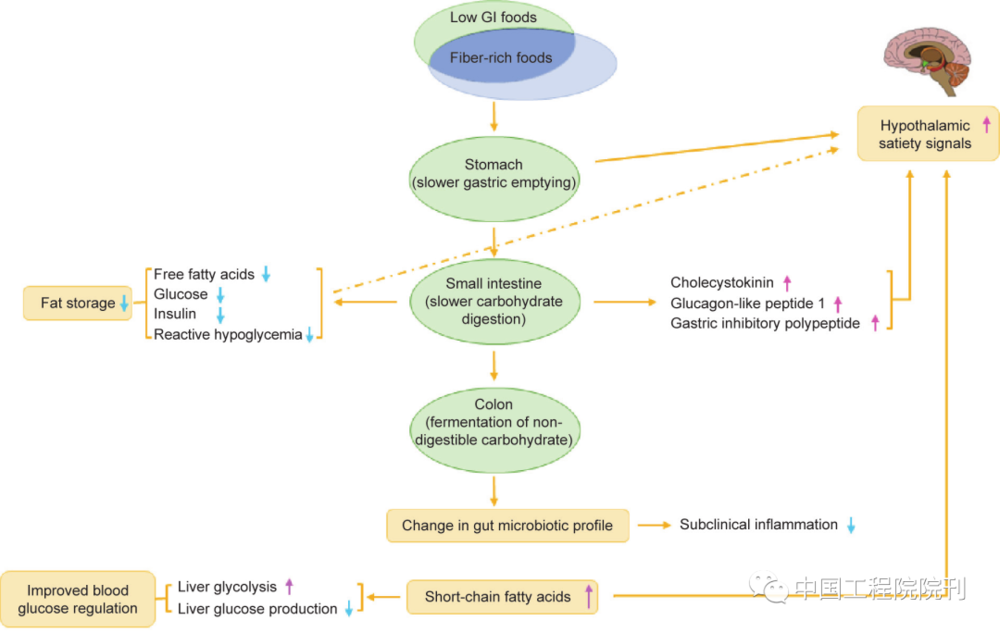 Low GI foods
Fiber-rich foods
Hypothalamic
satiety signals
Stomach
(slower gastric emptying)
Free fatty acids
Glucose
Insulin
Reactive hypoglycemia
Fat storage
Small intestine
(slower carbohydrate
digestion)
Cholecystokinin
Glucagon-like peptide 1
Gastric inhibitory polypeptide
Colon
(fermentation of non-
digestible carbohydrate)
Change in gut microbiotic profile
Subclinical inflammation
Improved blood
glucose regulation
Liver glycolysis
Liver glucose production
Short-chain fatty acids
中国工程院院刊